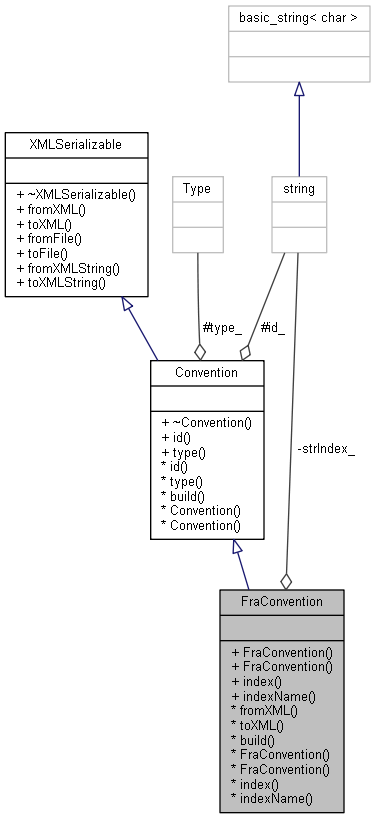 basic_string< char >
XMLSerializable
+ ~XMLSerializable()
+ fromXML()
+ toXML()
+ fromFile()
+ toFile()
+ fromXMLString()
+ toXMLString()
Type
string
#type_
#id_
Convention
+ ~Convention()
+ id()
+ type()
* id()
* type()
* build()
* Convention()
* Convention()
-strIndex_
FraConvention
+ FraConvention()
+ FraConvention()
+ index()
+ indexName()
* fromXML()
* toXML()
* build()
* FraConvention()
* FraConvention()
* index()
* indexName()